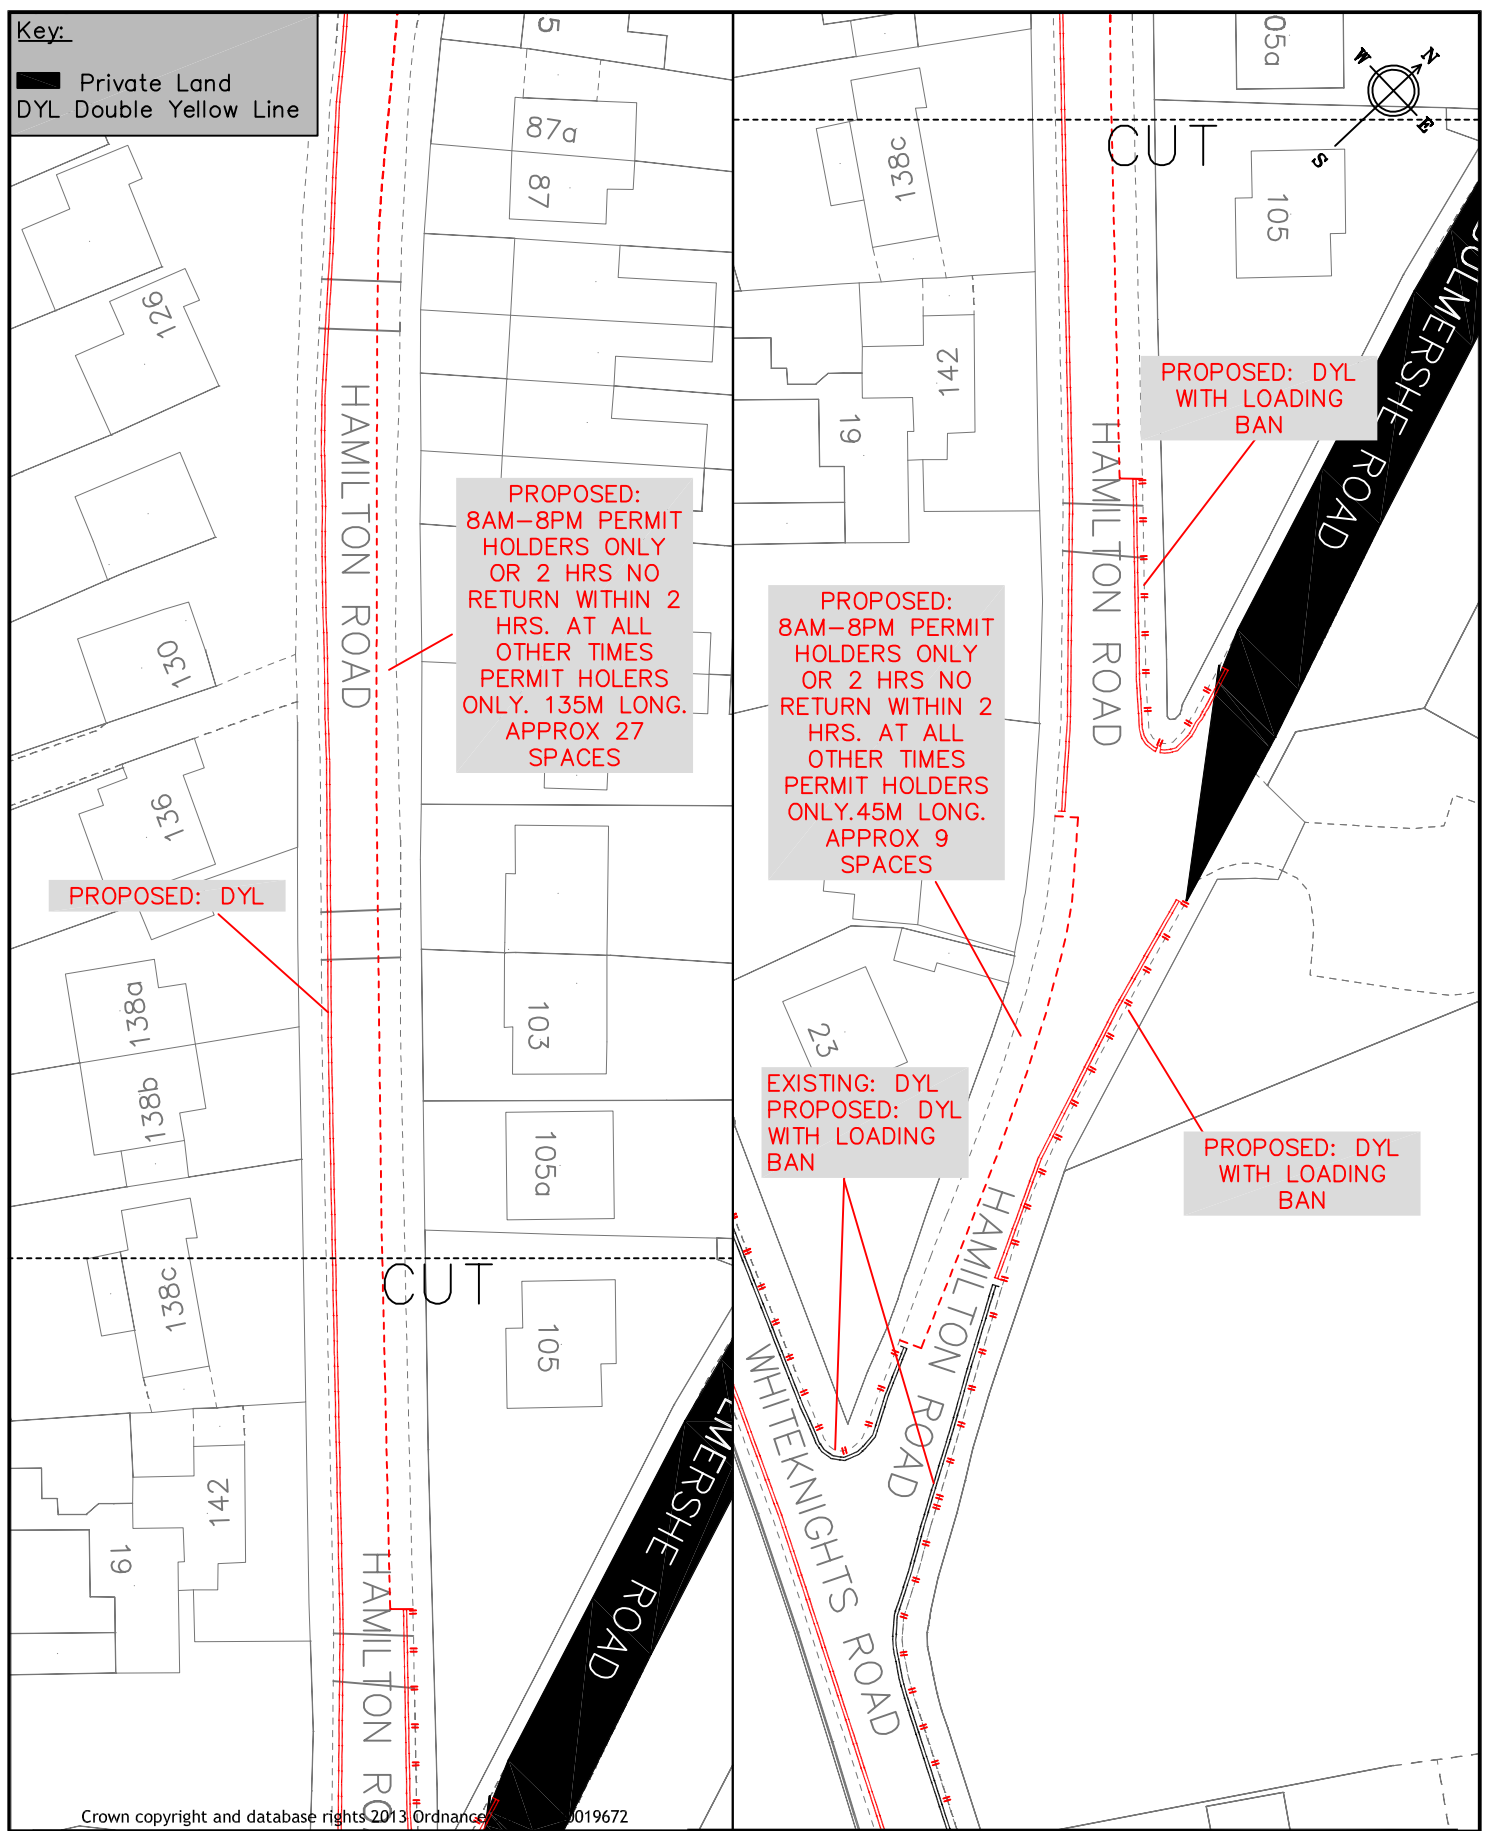 Key:
Private Land
DYL Double Yellow Line
5
87a
87
126
HAMILTON ROAD
PROPOSED:
8AM-8PM PERMIT
HOLDERS ONLY
OR 2 HRS NO
RETURN WITHIN 2
HRS. AT ALL
OTHER TIMES
PERMIT HOLERS
ONLY. 135M LONG.
APPROX 27
SPACES
130
136
PROPOSED: DYL
138a
103
138b
105a
138c
CUT
105
142
19
EMERSHE ROAD
HAMILTON RO
Crown copyright and database rights 2013 Ordnance
0019672
05a
N
W
E
S
CUT
138c
105
142
19
PROPOSED: DYL
WITH LOADING
BAN
ULMERSHE ROAD
HAMILTON ROAD
PROPOSED:
8AM-8PM PERMIT
HOLDERS ONLY
OR 2 HRS NO
RETURN WITHIN 2
HRS. AT ALL
OTHER TIMES
PERMIT HOLDERS
ONLY.45M LONG.
APPROX 9
SPACES
23
EXISTING: DYL
PROPOSED: DYL
WITH LOADING
BAN
PROPOSED: DYL
WITH LOADING
BAN
HAMILTON ROAD
WHITEKNIGHTS ROAD